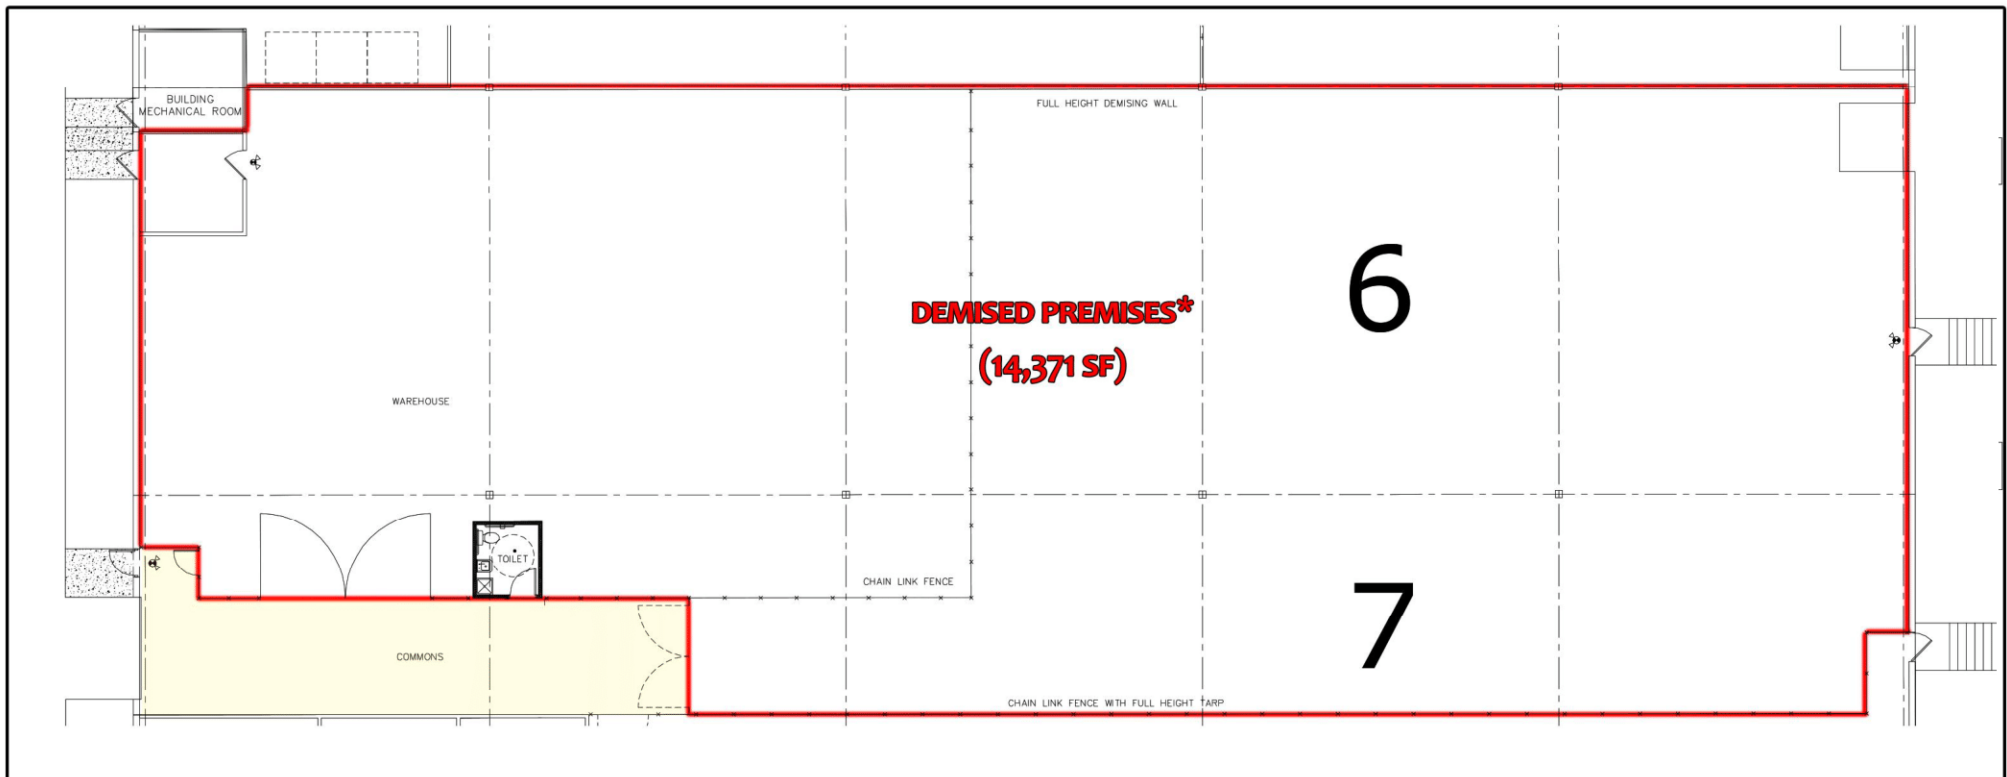 BUILDING
MECHANICAL ROOM
FULL HEIGHT DEMISING WALL
6
DEMISED PREMISES*
(14,371 SF)
WAREHOUSE
TOILET
CHAIN LINK FENCE
7
COMMONS
CHAIN LINK FENCE WITH FULL HEIGHT TARP